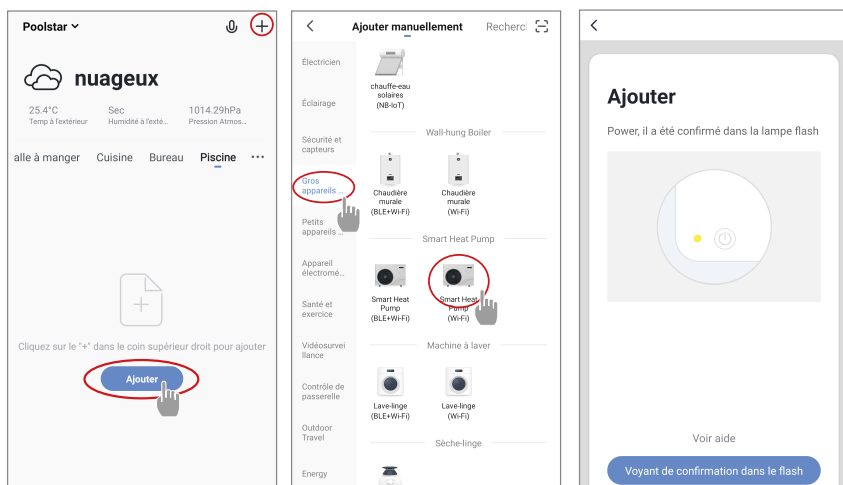 Poolstar
nuageux
25.4°C Sec 1014.29hPa
Temp à l'extérieur Humidité à l'exté... Pression Atmos...
alle à manger Cuisine Bureau Piscine ...
Cliquez sur le "+" dans le coin supérieur droit pour ajouter
Ajouter
Ajouter manuellement Recherc
Électricien
Éclairage
Sécurité et
capteurs
Gros
appareils ...
Petits
appareils ...
Appareil
électromé...
Santé et
exercice
Vidéosurvei
llance
Contrôle de
passerelle
Outdoor
Travel
Energy
chauffe-eau
solaires
(NB-IoT)
Wall-hung Boiler
Chaudière Chaudière
murale murale
(BLE+Wi-Fi) (Wi-Fi)
Smart Heat Pump
Smart Heat Smart Heat
Pump Pump
(BLE+Wi-Fi) (Wi-Fi)
Machine à laver
Lave-linge Lave-linge
(BLE+Wi-Fi) (Wi-Fi)
Sèche-linge
Ajouter
Power, il a été confirmé dans la lampe flash
Voir aide
Voyant de confirmation dans le flash